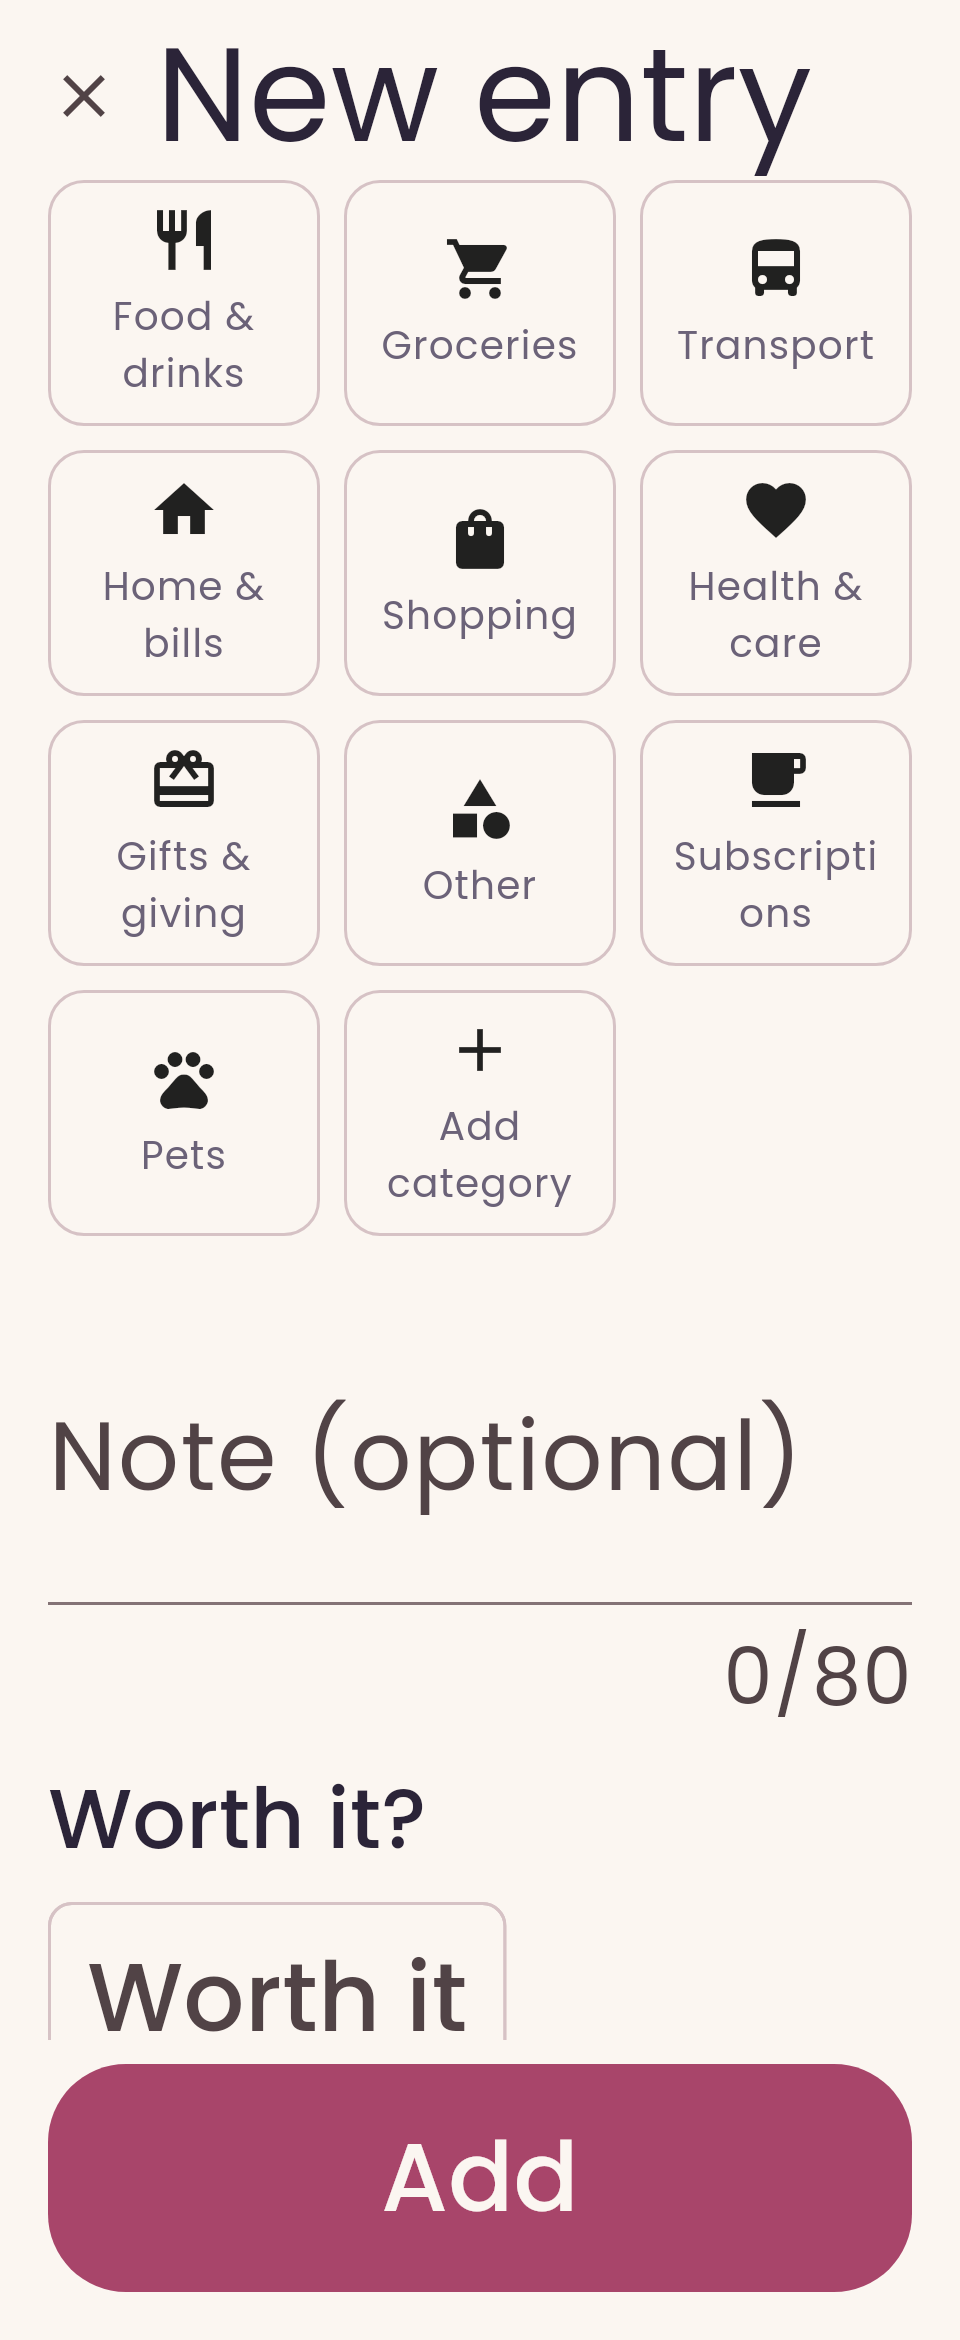 New entry
Food &
drinks
Groceries
Transport
Home &
bills
Shopping
Health &
care
Gifts &
giving
Other
Subscripti
ons
Pets
Add
category
Note (optional)
0/80
Worth it?
Worth it
Add